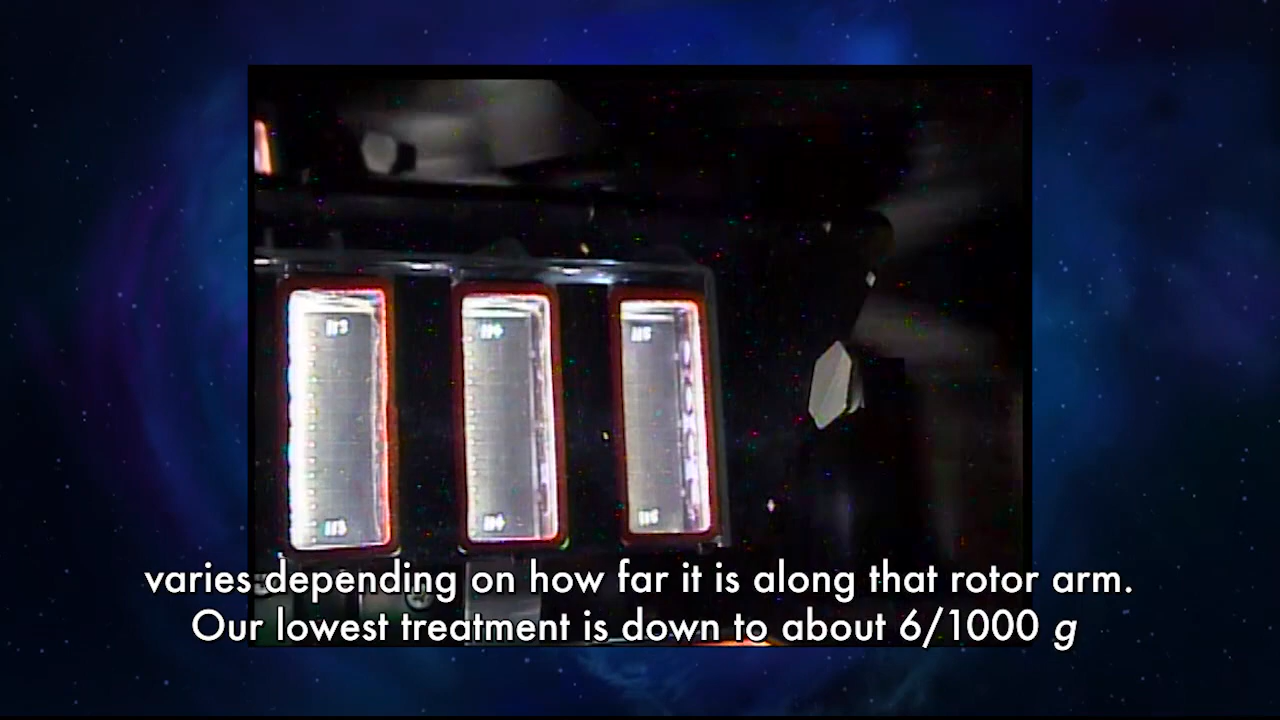 varies depending on how far it is along that rotor arm.
Our lowest treatment is down to about 6/1000 g